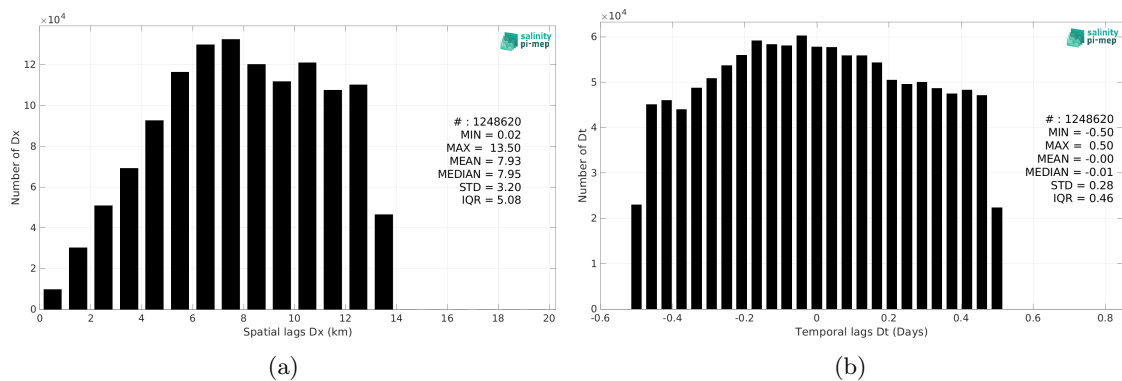 ×10⁴
12
10
8
6
4
2
0
Number of Dx
0 2 4 6 8 10 12 14 16 18 20
Spatial lags Dx (km)
salinity
pi-mep
# : 1248620
MIN = 0.02
MAX = 13.50
MEAN = 7.93
MEDIAN = 7.95
STD = 3.20
IQR = 5.08
(a)
×10⁴
6
5
4
3
2
1
0
Number of Dt
-0.6 -0.4 -0.2 0 0.2 0.4 0.6 0.8
Temporal lags Dt (Days)
salinity
pi-mep
# : 1248620
MIN = -0.50
MAX = 0.50
MEAN = -0.00
MEDIAN = -0.01
STD = 0.28
IQR = 0.46
(b)